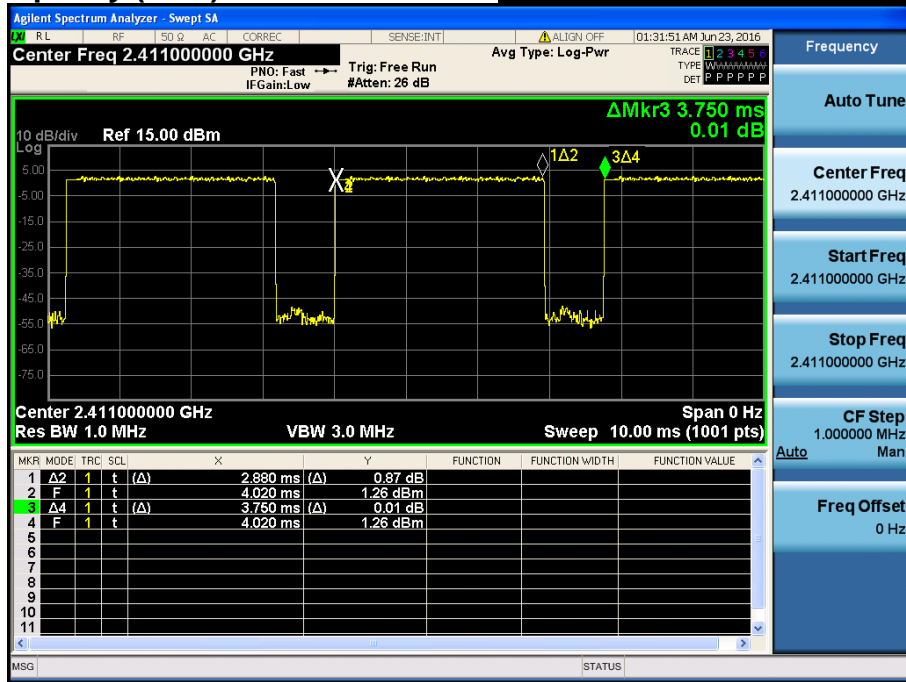 Agilent Spectrum Analyzer - Swept SA
LXI RL RF 50 Ω AC CORREC SENSE:INT ALIGN OFF 01:31:51 AM Jun 23, 2016
Center Freq 2.411000000 GHz
PNO: Fast
IFGain:Low
Trig: Free Run
#Atten: 26 dB
Avg Type: Log-Pwr
TRACE 1 2 3 4 5 6
TYPE W
DET P P P P P P
ΔMkr3 3.750 ms
0.01 dB
10 dB/div Ref 15.00 dBm
Log
1Δ2 3Δ4
5.00
-5.00
-15.0
-25.0
-35.0
-45.0
-55.0
-65.0
-75.0
Center 2.411000000 GHz Span 0 Hz
Res BW 1.0 MHz VBW 3.0 MHz Sweep 10.00 ms (1001 pts)
MKR MODE TRC SCL X Y FUNCTION FUNCTION WIDTH FUNCTION VALUE
1 Δ2 1 t (Δ) 2.880 ms (Δ) 0.87 dB
2 F 1 t 4.020 ms 1.26 dBm
3 Δ4 1 t (Δ) 3.750 ms (Δ) 0.01 dB
4 F 1 t 4.020 ms 1.26 dBm
5
6
7
8
9
10
11
MSG STATUS
Frequency
Auto Tune
Center Freq
2.411000000 GHz
Start Freq
2.411000000 GHz
Stop Freq
2.411000000 GHz
CF Step
1.000000 MHz
Auto Man
Freq Offset
0 Hz